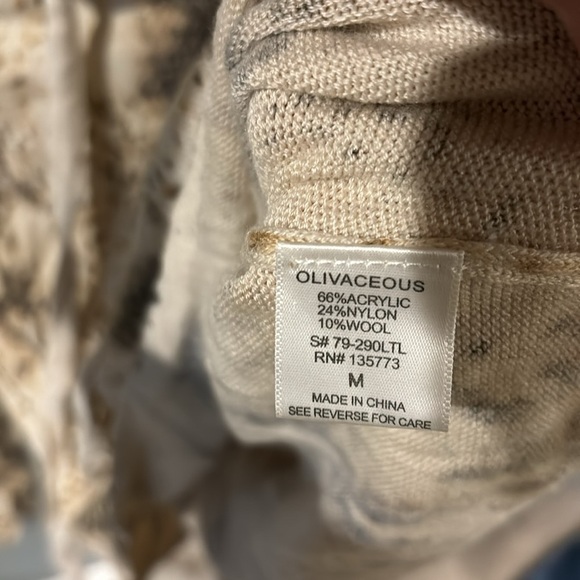 OLIVACEOUS
66%ACRYLIC
24%NYLON
10%WOOL
S# 79-290LTL
RN# 135773
M
MADE IN CHINA
SEE REVERSE FOR CARE